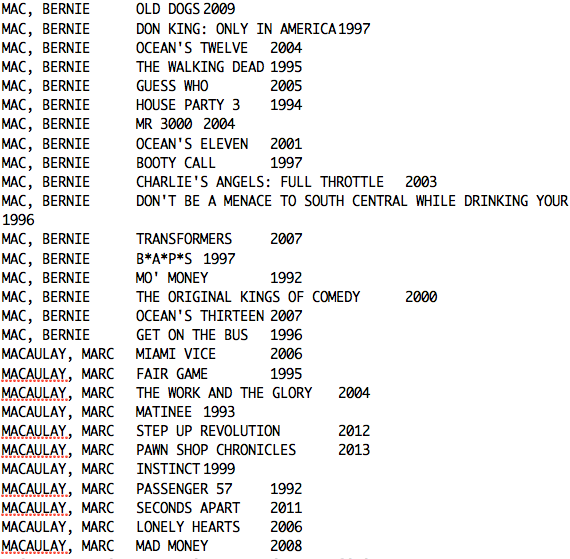 MAC, BERNIE OLD DOGS 2009
MAC, BERNIE DON KING: ONLY IN AMERICA 1997
MAC, BERNIE OCEAN'S TWELVE 2004
MAC, BERNIE THE WALKING DEAD 1995
MAC, BERNIE GUESS WHO 2005
MAC, BERNIE HOUSE PARTY 3 1994
MAC, BERNIE MR 3000 2004
MAC, BERNIE OCEAN'S ELEVEN 2001
MAC, BERNIE BOOTY CALL 1997
MAC, BERNIE CHARLIE'S ANGELS: FULL THROTTLE 2003
MAC, BERNIE DON'T BE A MENACE TO SOUTH CENTRAL WHILE DRINKING YOUR
1996
MAC, BERNIE TRANSFORMERS 2007
MAC, BERNIE B*A*P*S 1997
MAC, BERNIE MO' MONEY 1992
MAC, BERNIE THE ORIGINAL KINGS OF COMEDY 2000
MAC, BERNIE OCEAN'S THIRTEEN 2007
MAC, BERNIE GET ON THE BUS 1996
MACAULAY, MARC MIAMI VICE 2006
MACAULAY, MARC FAIR GAME 1995
MACAULAY, MARC THE WORK AND THE GLORY 2004
MACAULAY, MARC MATINEE 1993
MACAULAY, MARC STEP UP REVOLUTION 2012
MACAULAY, MARC PAWN SHOP CHRONICLES 2013
MACAULAY, MARC INSTINCT 1999
MACAULAY, MARC PASSENGER 57 1992
MACAULAY, MARC SECONDS APART 2011
MACAULAY, MARC LONELY HEARTS 2006
MACAULAY, MARC MAD MONEY 2008